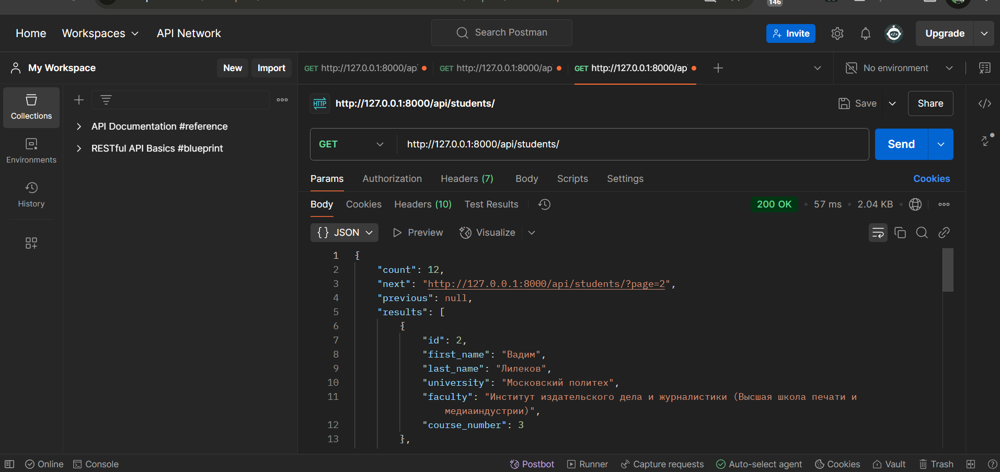 146
Home Workspaces API Network Search Postman Invite Upgrade
My Workspace New Import GET http://127.0.0.1:8000/ap GET http://127.0.0.1:8000/ap GET http://127.0.0.1:8000/ap No environment
HTTP http://127.0.0.1:8000/api/students/ Save Share
Collections
API Documentation #reference
RESTful API Basics #blueprint
Environments
History
GET http://127.0.0.1:8000/api/students/ Send
Params Authorization Headers (7) Body Scripts Settings Cookies
Body Cookies Headers (10) Test Results 200 OK 57 ms 2.04 KB
{} JSON Preview Visualize
1 {
2 "count": 12,
3 "next": "http://127.0.0.1:8000/api/students/?page=2",
4 "previous": null,
5 "results": [
6 {
7 "id": 2,
8 "first_name": "Вадим",
9 "last_name": "Лилеков",
10 "university": "Московский политех",
11 "faculty": "Институт издательского дела и журналистики (Высшая школа печати и
медиаиндустрии)",
12 "course_number": 3
13 },
Online Console Postbot Runner Capture requests Auto-select agent Cookies Vault Trash